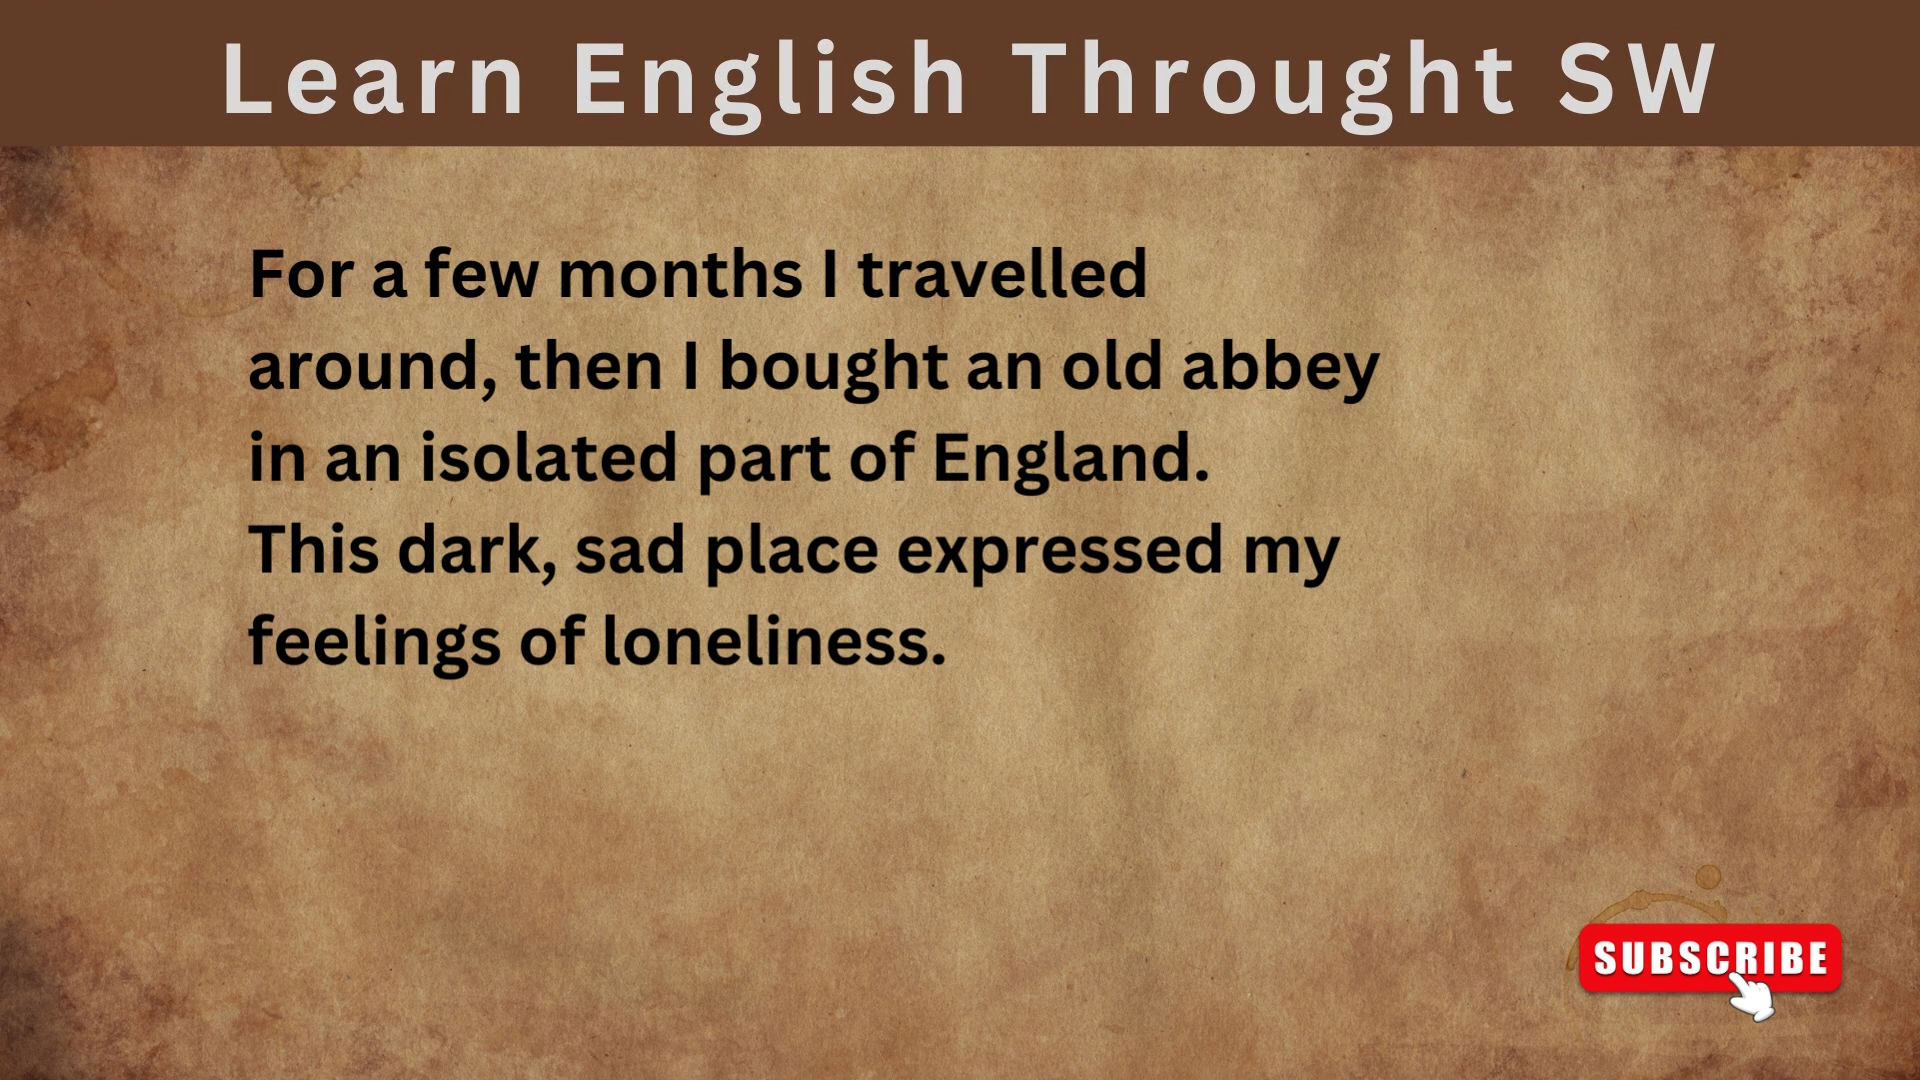 Learn English Throught SW
For a few months I travelled
around, then I bought an old abbey
in an isolated part of England.
This dark, sad place expressed my
feelings of loneliness.
SUBSCRIBE